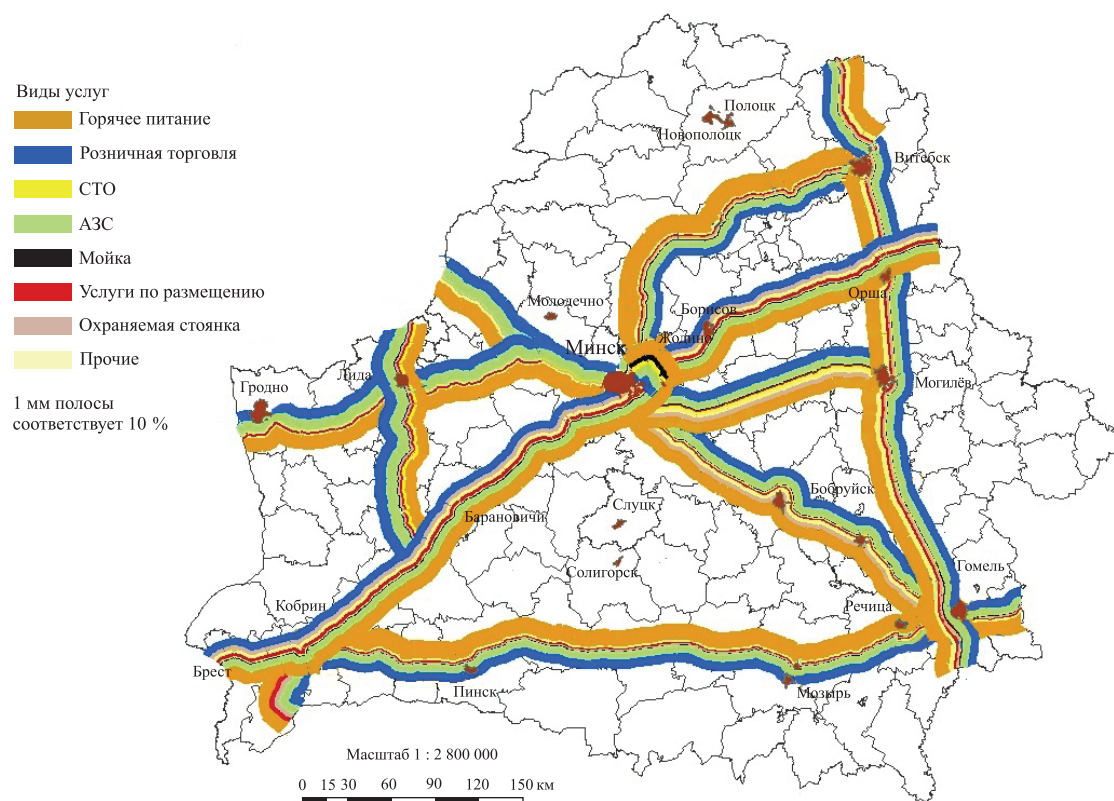 Виды услуг
Горячее питание
Розничная торговля
СТО
АЗС
Мойка
Услуги по размещению
Охраняемая стоянка
Прочие
1 мм полосы
соответствует 10 %
Полоцк
Новополоцк
Витебск
Орша
Борисов
Жодино
Молодечно
Минск
Могилёв
Лида
Гродно
Бобруйск
Слуцк
Барановичи
Солигорск
Гомель
Речица
Кобрин
Брест
Пинск
Мозырь
Масштаб 1 : 2 800 000
0 15 30 60 90 120 150 км